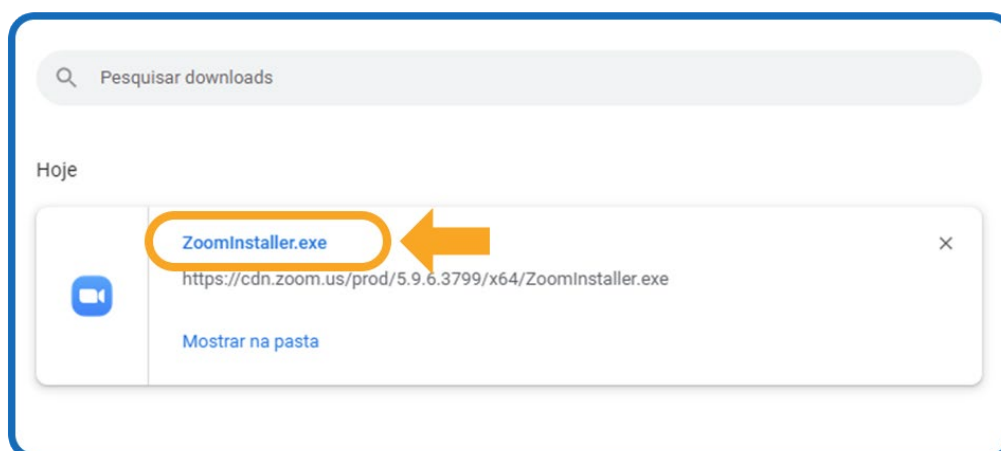 Pesquisar downloads
Hoje
ZoomInstaller.exe
https://cdn.zoom.us/prod/5.9.6.3799/x64/ZoomInstaller.exe
Mostrar na pasta